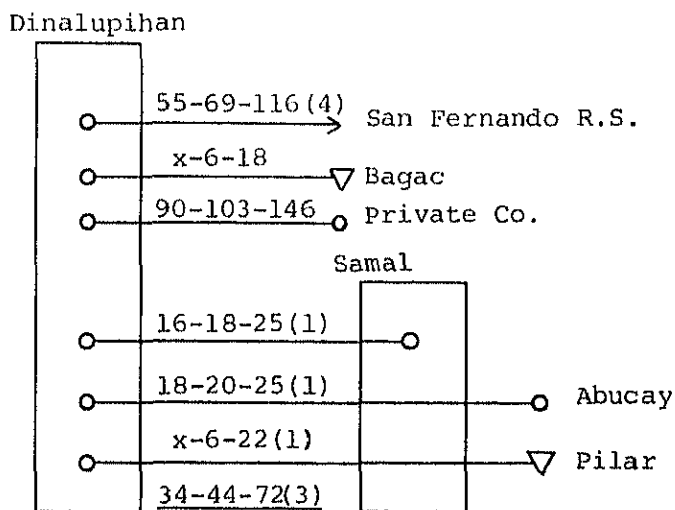 Dinalupihan
55-69-116(4) San Fernando R.S.
x-6-18 Bagac
90-103-146 Private Co.
Samal
16-18-25(1)
18-20-25(1) Abucay
x-6-22(1) Pilar
34-44-72(3)